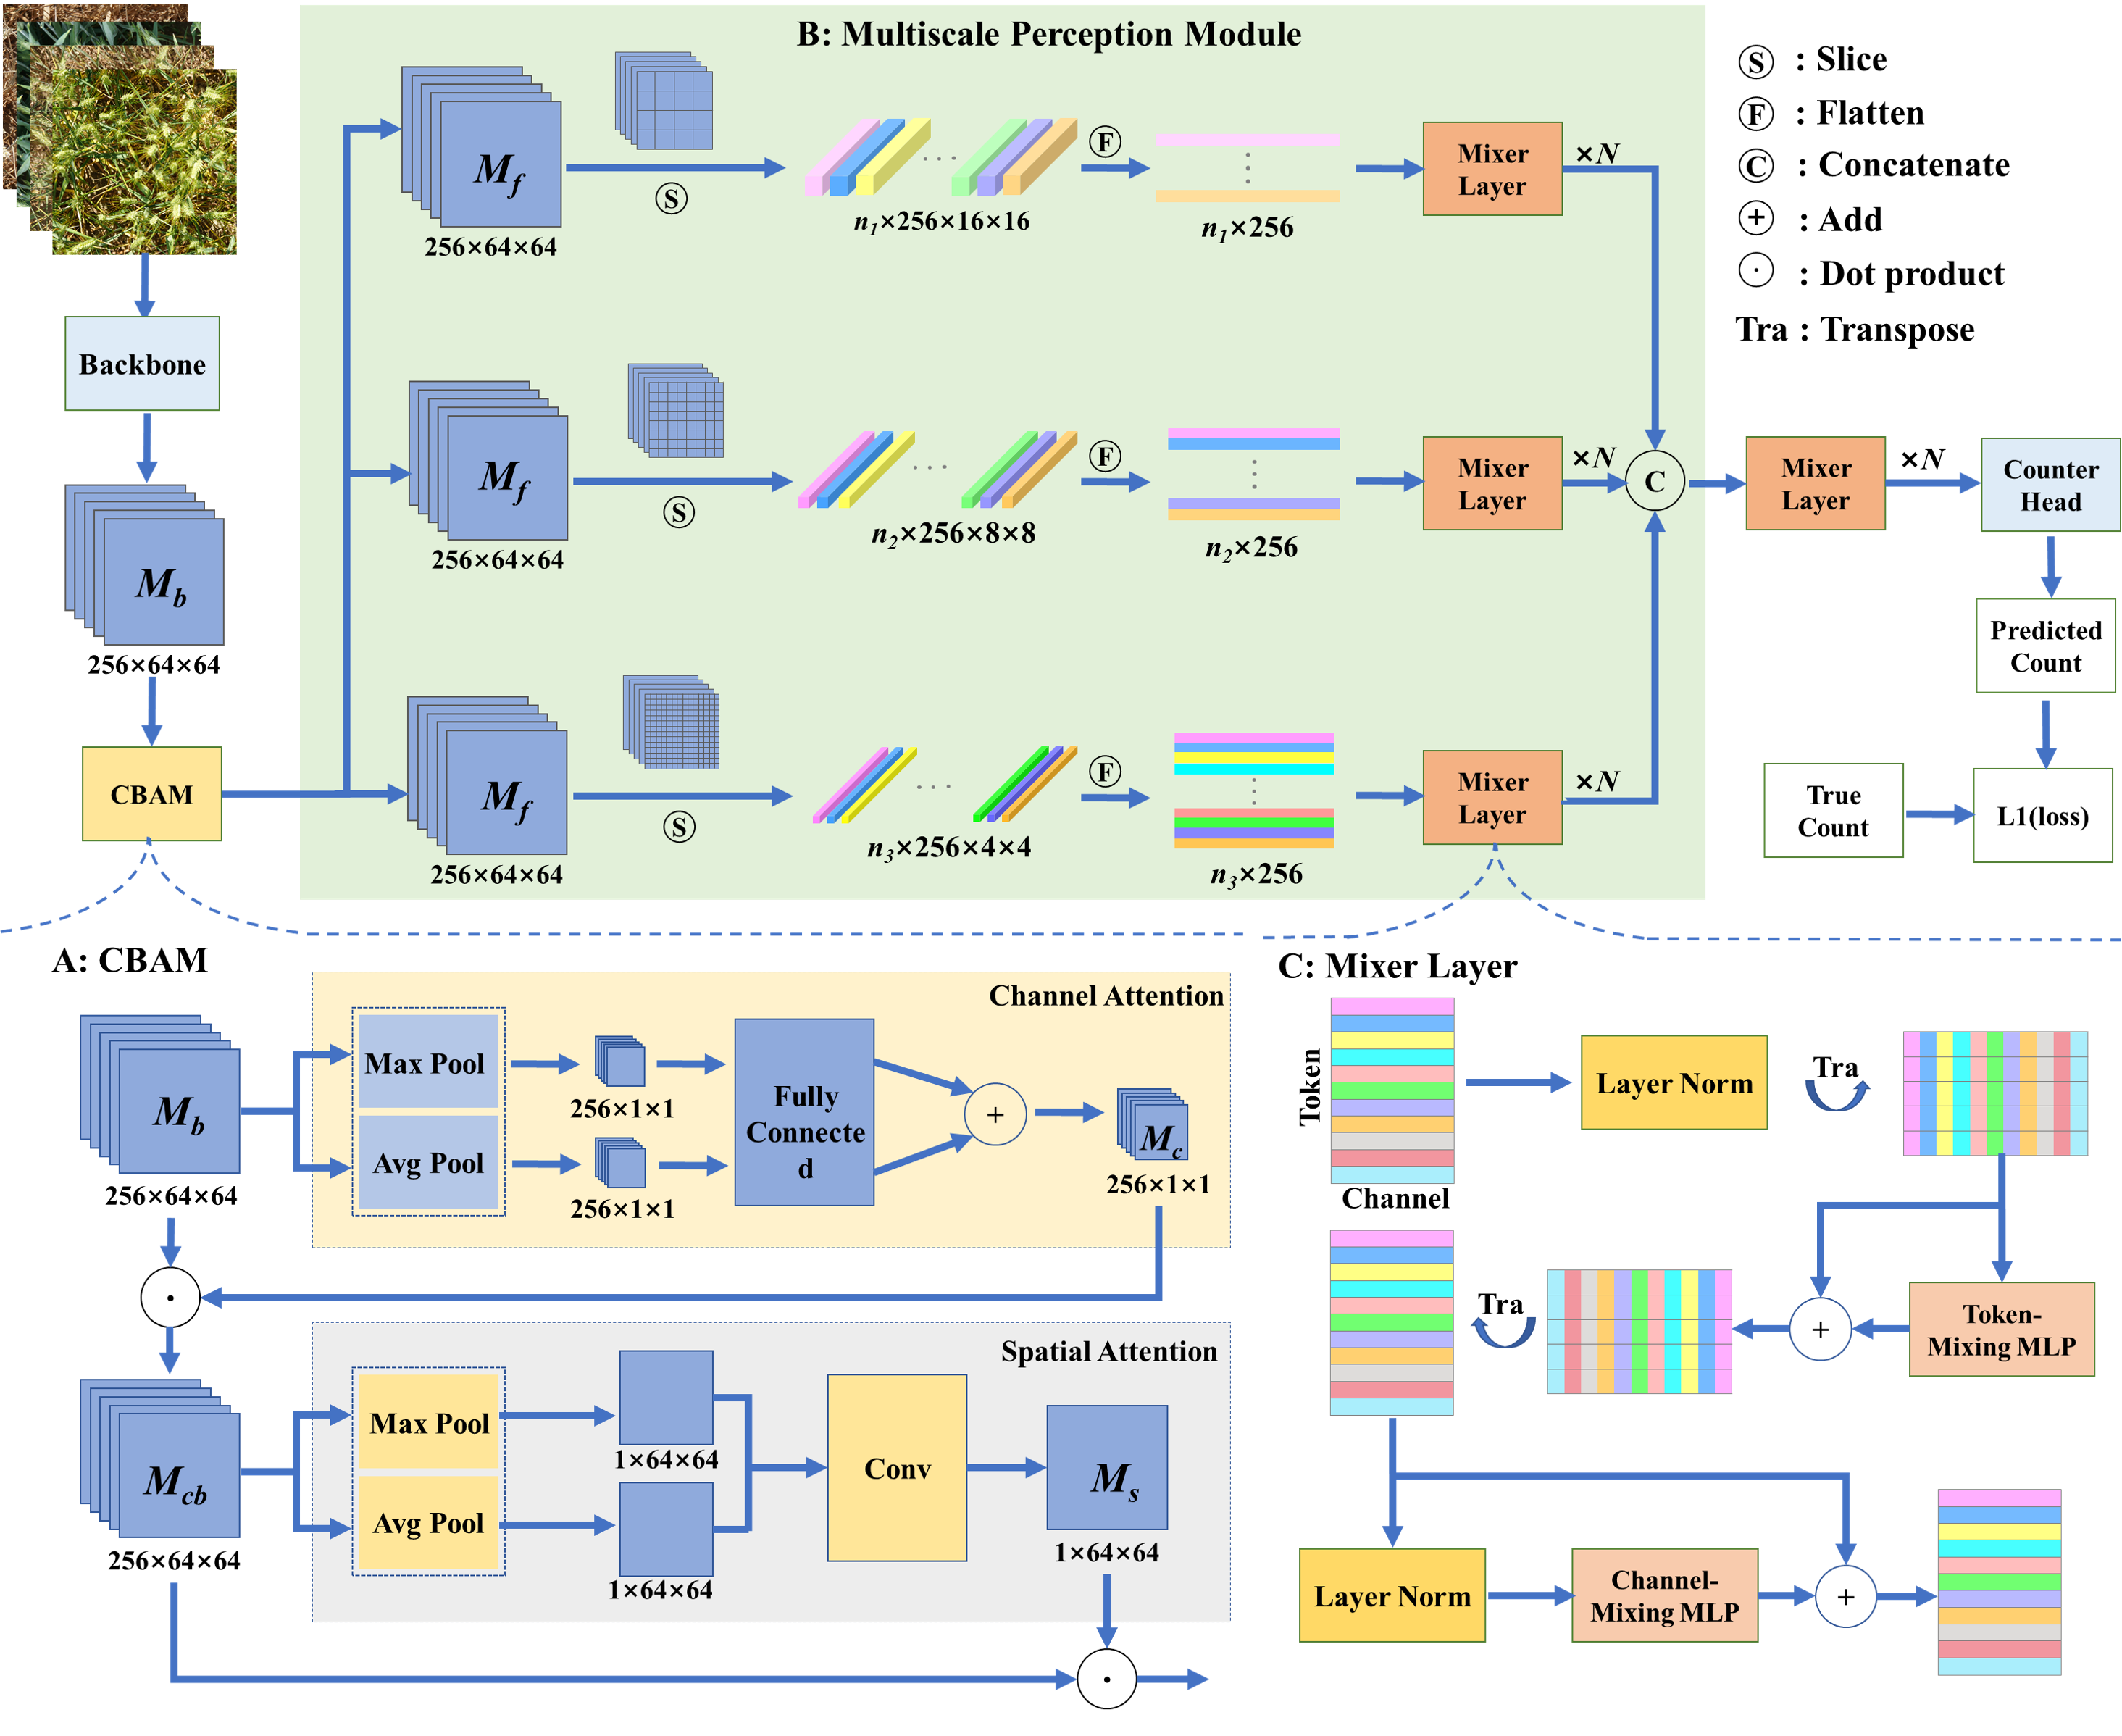 B: Multiscale Perception Module
S : Slice
F : Flatten
C : Concatenate
+ : Add
· : Dot product
Tra : Transpose
Backbone
M_b
256×64×64
CBAM
M_f
256×64×64
S
n_1×256×16×16
F
n_1×256
Mixer
Layer
×N
M_f
256×64×64
S
n_2×256×8×8
F
n_2×256
Mixer
Layer
×N
M_f
256×64×64
S
n_3×256×4×4
F
n_3×256
Mixer
Layer
×N
C
Mixer
Layer
×N
Counter
Head
Predicted
Count
True
Count
L1(loss)
A: CBAM
Channel Attention
M_b
256×64×64
Max Pool
Avg Pool
256×1×1
256×1×1
Fully
Connecte
d
+
M_c
256×1×1
·
Spatial Attention
M_cb
256×64×64
Max Pool
Avg Pool
1×64×64
1×64×64
Conv
M_s
1×64×64
·
C: Mixer Layer
Token
Channel
Layer Norm
Tra
Token-
Mixing MLP
+
Tra
Layer Norm
Channel-
Mixing MLP
+